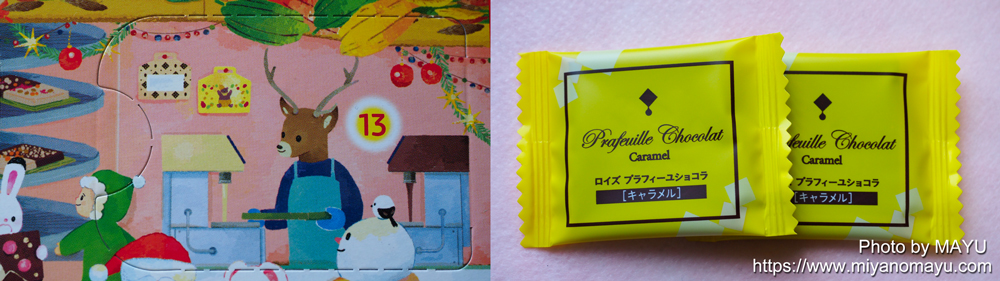 13
Prafeuille Chocolat
Caramel
ロイズ プラフィーユショコラ
[キャラメル]
feuille Chocolat
Caramel
プラフィーユショコラ
[キャラメル]
Photo by MAYU
https://www.miyanomayu.com